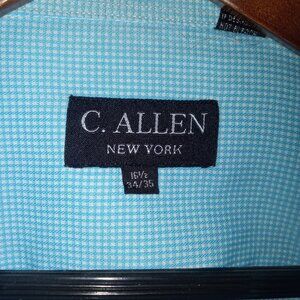 C. ALLEN
NEW YORK
16½
34/35